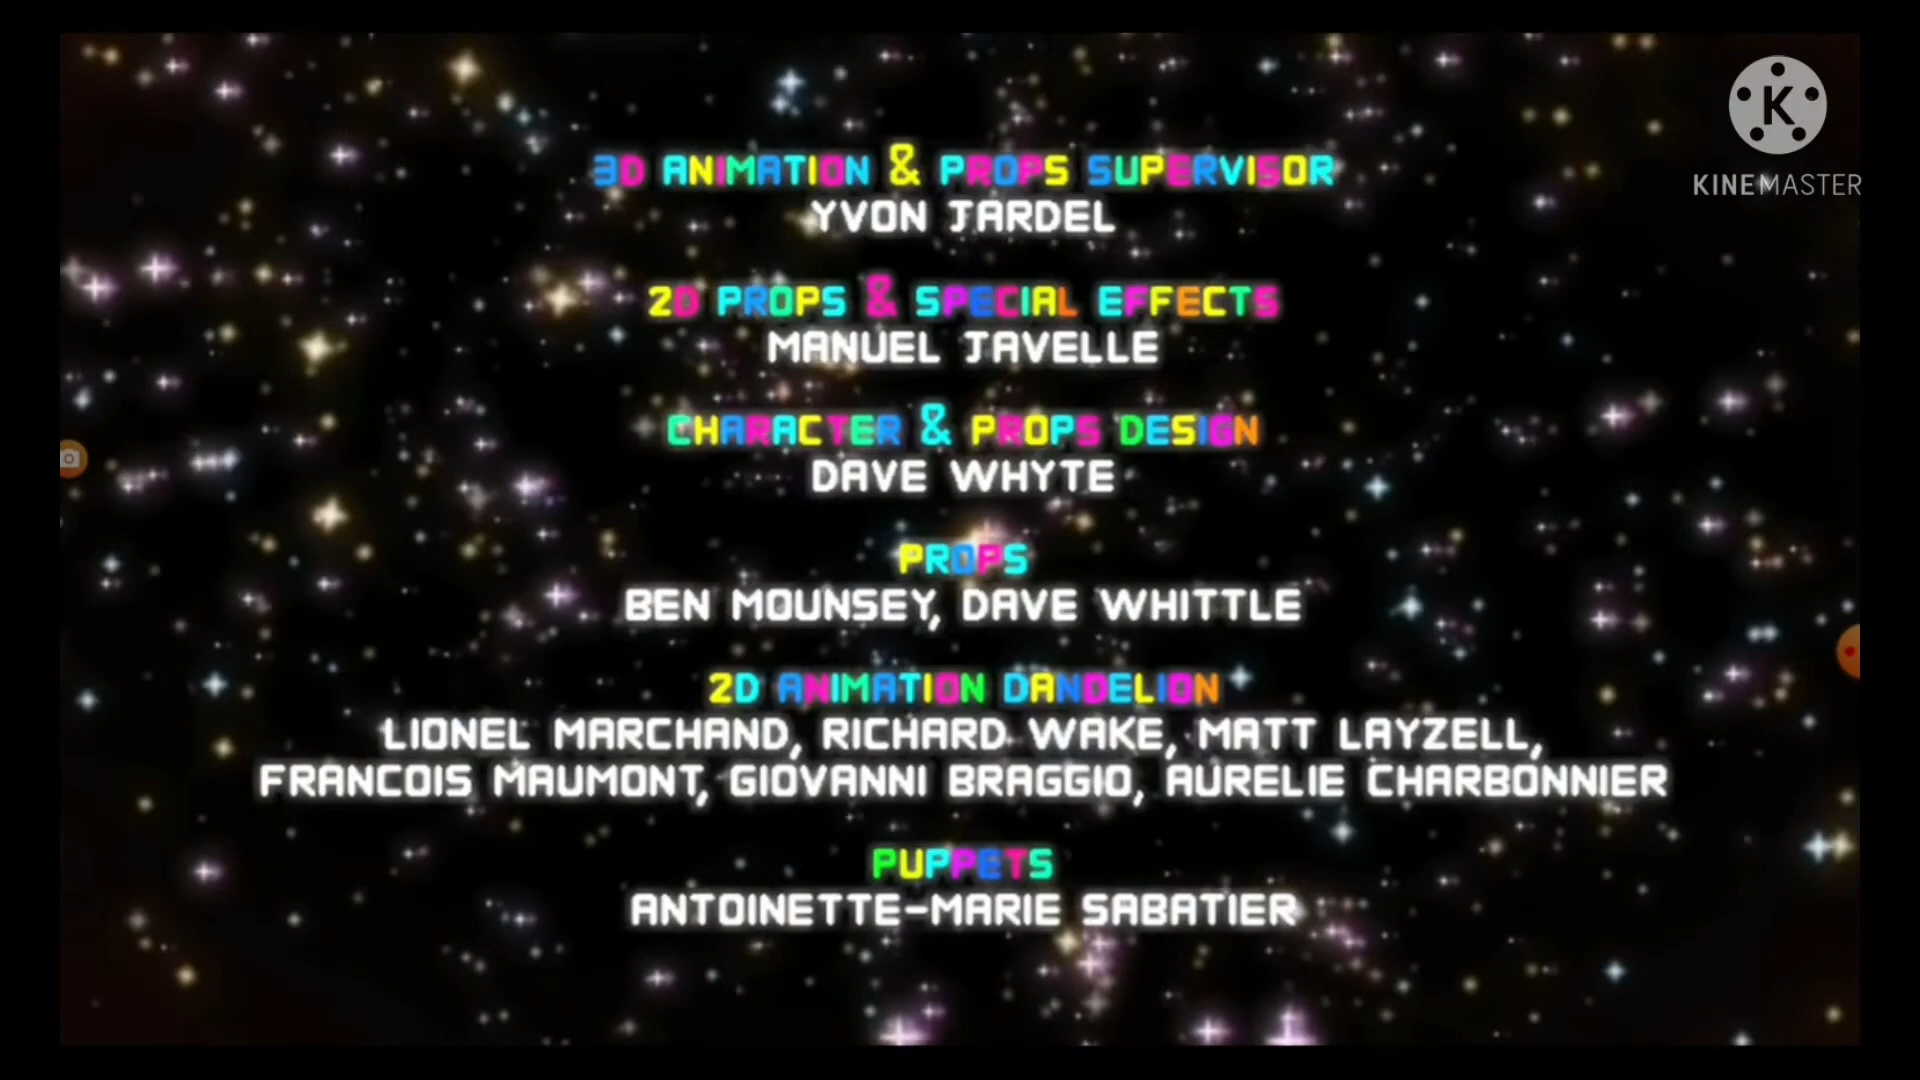 K
KINEMASTER
3D ANIMATION & PROPS SUPERVISOR
YVON JARDEL
2D PROPS & SPECIAL EFFECTS
MANUEL JAVELLE
CHARACTER & PROPS DESIGN
DAVE WHYTE
PROPS
BEN MOUNSEY, DAVE WHITTLE
2D ANIMATION DANDELION
LIONEL MARCHAND, RICHARD WAKE, MATT LAYZELL,
FRANCOIS MAUMONT, GIOVANNI BRAGGIO, AURELIE CHARBONNIER
PUPPETS
ANTOINETTE-MARIE SABATIER